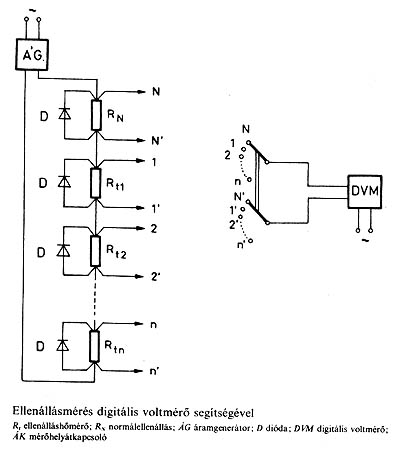 ÁG.
N
D
R_N
N'
1
D
R_t1
1'
2
D
R_t2
2'
n
D
R_tn
n'
N
1
2
n
N'
1'
2'
n'
DVM
~
~
Ellenállásmérés digitális voltmérő segítségével
R_t ellenálláshőmérő; R_N normálellenállás; ÁG áramgenerátor; D dióda; DVM digitális voltmérő;
ÁK mérőhelyátkapcsoló